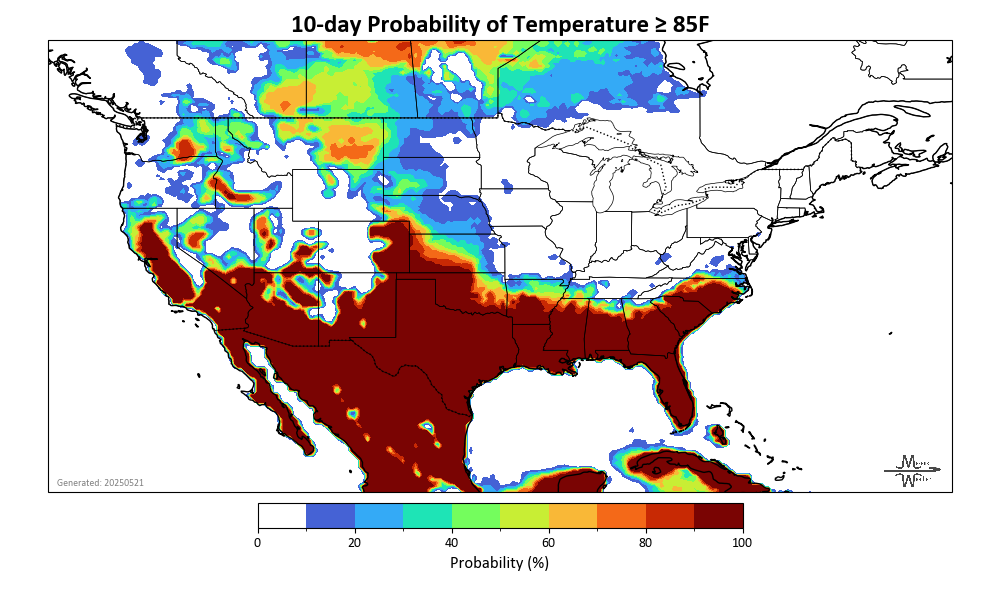 10-day Probability of Temperature ≥ 85F
Generated: 20250521
0 20 40 60 80 100
Probability (%)